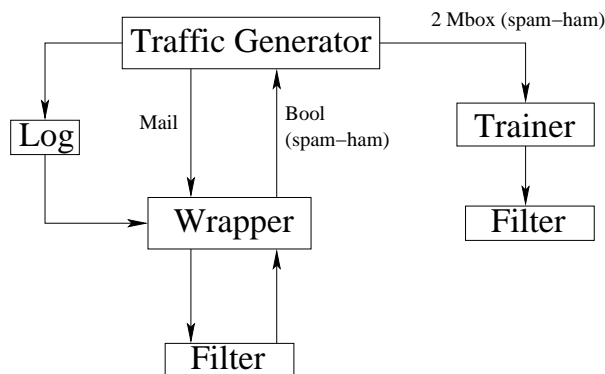 2 Mbox (spam−ham)
Traffic Generator
Mail
Bool
(spam−ham)
Log
Trainer
Wrapper
Filter
Filter